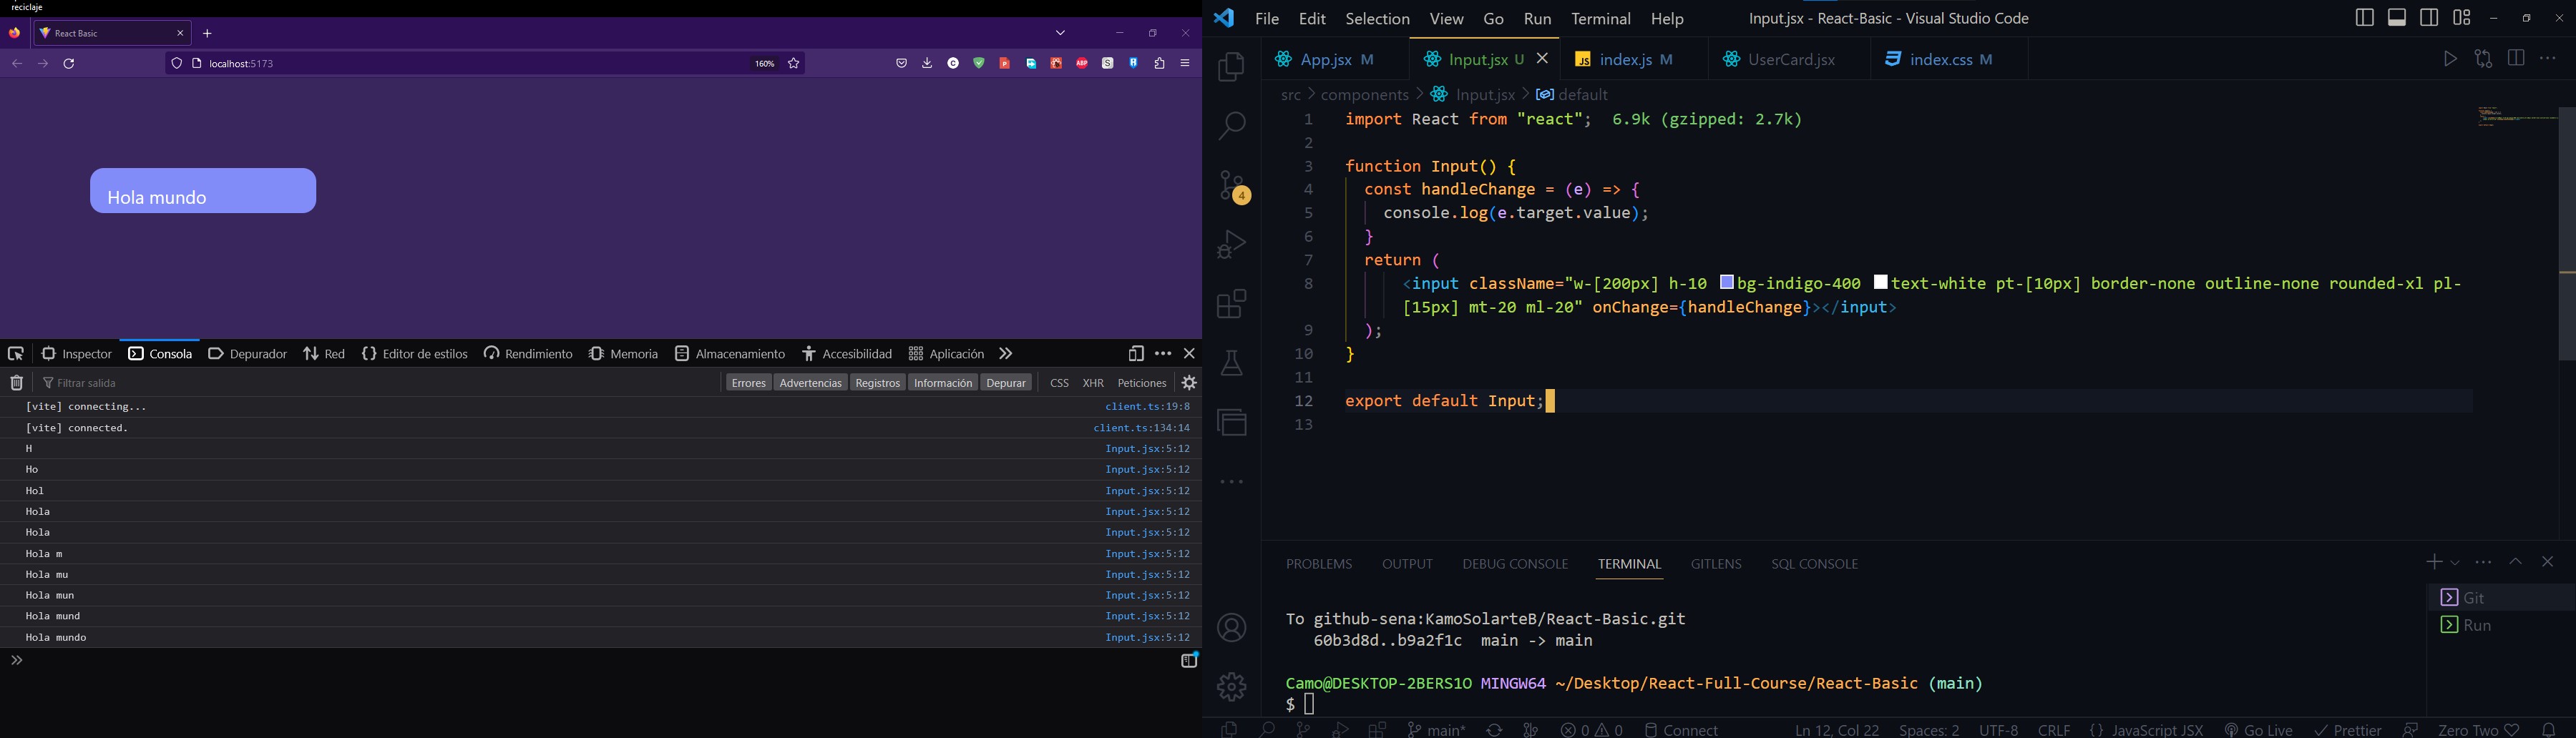 reciclaje
React Basic
localhost:5173
160%
Hola mundo
Inspector Consola Depurador Red Editor de estilos Rendimiento Memoria Almacenamiento Accesibilidad Aplicación
Filtrar salida
Errores Advertencias Registros Información Depurar CSS XHR Peticiones
[vite] connecting... client.ts:19:8
[vite] connected. client.ts:134:14
H Input.jsx:5:12
Ho Input.jsx:5:12
Hol Input.jsx:5:12
Hola Input.jsx:5:12
Hola Input.jsx:5:12
Hola m Input.jsx:5:12
Hola mu Input.jsx:5:12
Hola mun Input.jsx:5:12
Hola mund Input.jsx:5:12
Hola mundo Input.jsx:5:12
File Edit Selection View Go Run Terminal Help
Input.jsx - React-Basic - Visual Studio Code
App.jsx M Input.jsx U JS index.js M UserCard.jsx index.css M
src > components > Input.jsx > default
4
1 import React from "react"; 6.9k (gzipped: 2.7k)
2
3 function Input() {
4 const handleChange = (e) => {
5 console.log(e.target.value);
6 }
7 return (
8 <input className="w-[200px] h-10 bg-indigo-400 text-white pt-[10px] border-none outline-none rounded-xl pl-
[15px] mt-20 ml-20" onChange={handleChange}></input>
9 );
10 }
11
12 export default Input;
13
PROBLEMS OUTPUT DEBUG CONSOLE TERMINAL GITLENS SQL CONSOLE
To github-sena:KamoSolarteB/React-Basic.git
60b3d8d..b9a2f1c main -> main
Camo@DESKTOP-2BERS1O MINGW64 ~/Desktop/React-Full-Course/React-Basic (main)
$
Git
Run
main* 0 0 Connect Ln 12, Col 22 Spaces: 2 UTF-8 CRLF {} JavaScript JSX Go Live Prettier Zero Two